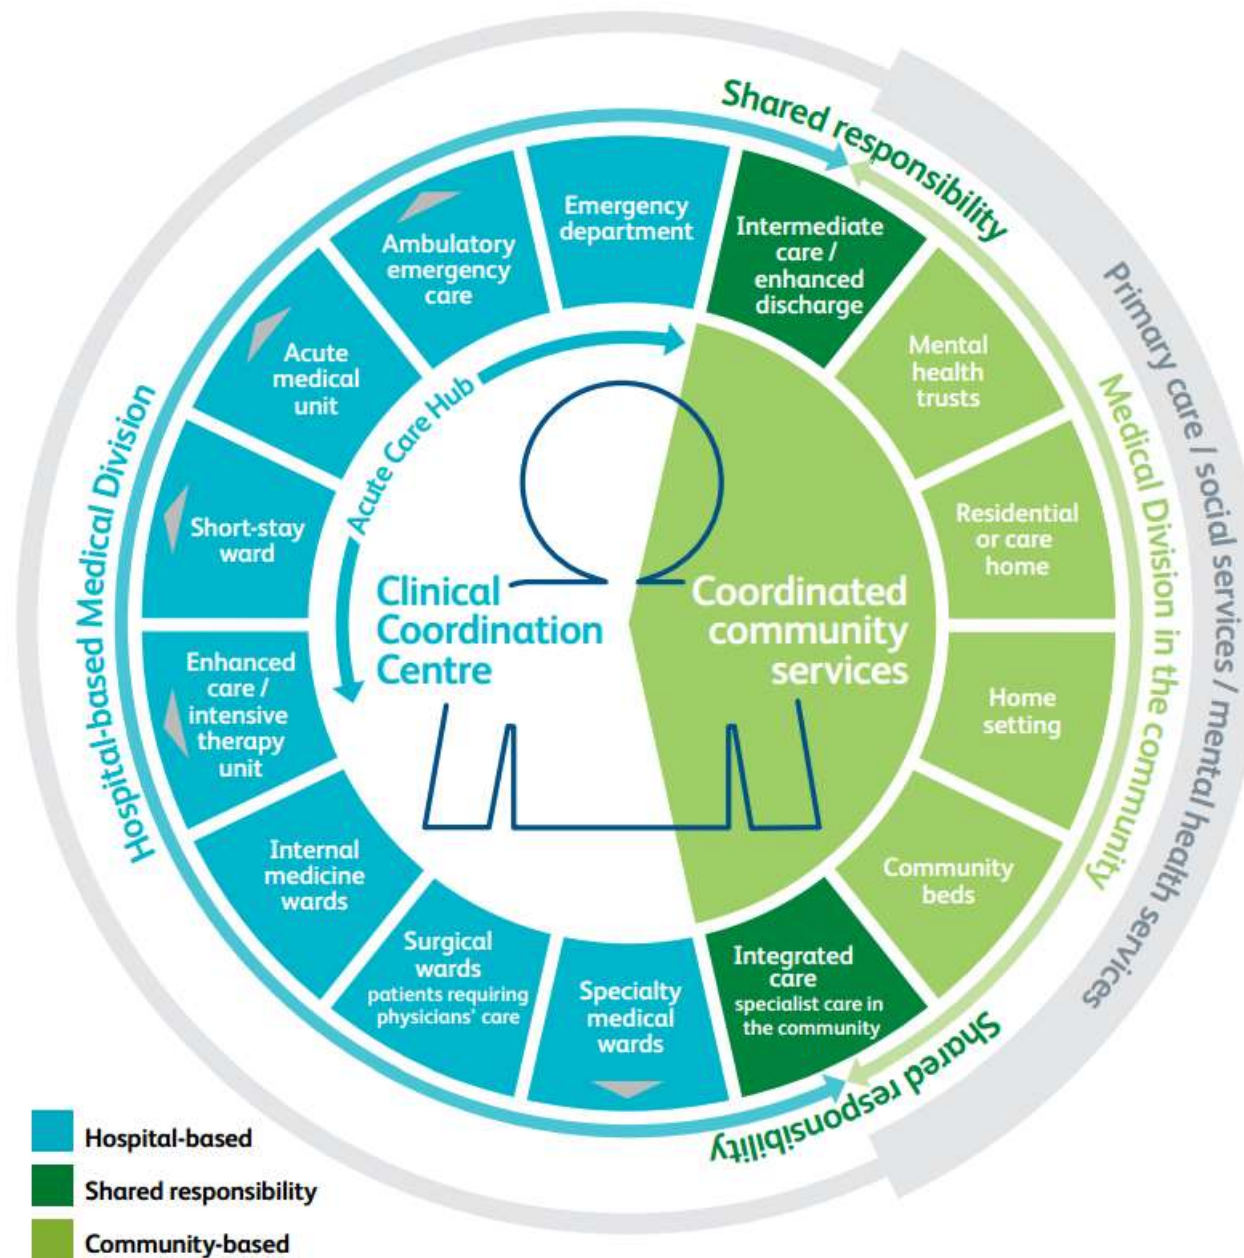 Shared responsibility
Hospital-based Medical Division
Medical Division in the community
Primary care / social services / mental health services
Emergency
department
Intermediate
care /
enhanced
discharge
Mental
health
trusts
Residential
or care
home
Home
setting
Community
beds
Integrated
care
specialist care in
the community
Specialty
medical
wards
Surgical
wards
patients requiring
physicians' care
Internal
medicine
wards
Enhanced
care /
intensive
therapy
unit
Short-stay
ward
Acute
medical
unit
Ambulatory
emergency
care
Acute Care Hub
Clinical
Coordination
Centre
Coordinated
community
services
Shared responsibility
Hospital-based
Shared responsibility
Community-based